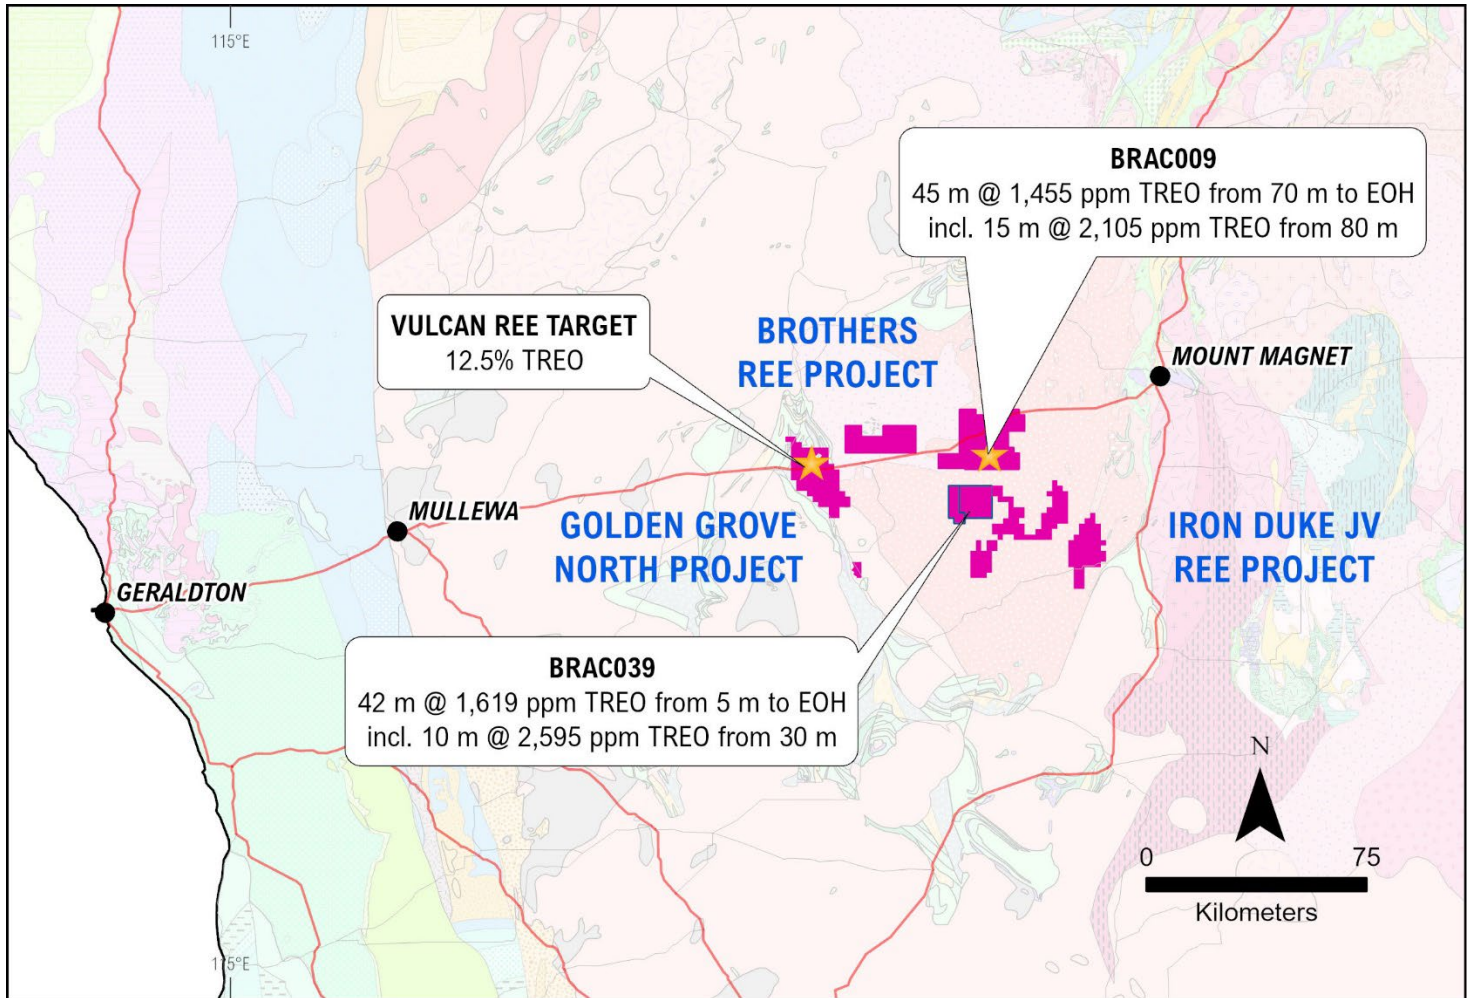 115°E
BRAC009
45 m @ 1,455 ppm TREO from 70 m to EOH
incl. 15 m @ 2,105 ppm TREO from 80 m
VULCAN REE TARGET
12.5% TREO
BROTHERS
REE PROJECT
MOUNT MAGNET
MULLEWA
GOLDEN GROVE
NORTH PROJECT
IRON DUKE JV
REE PROJECT
GERALDTON
BRAC039
42 m @ 1,619 ppm TREO from 5 m to EOH
incl. 10 m @ 2,595 ppm TREO from 30 m
N
0 75
Kilometers
115°E